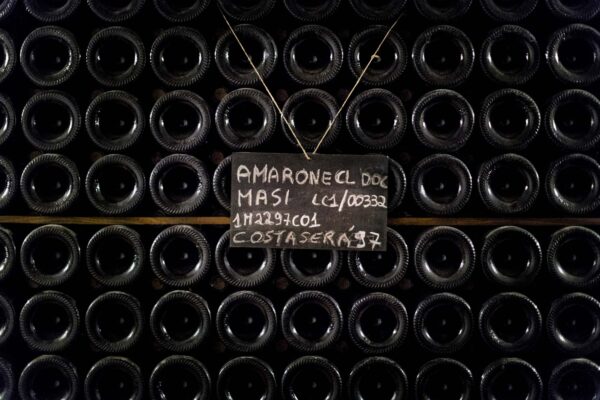 AMARONE CL DOC
MASI LC1/00332
1M2297C01
COSTASERA '97